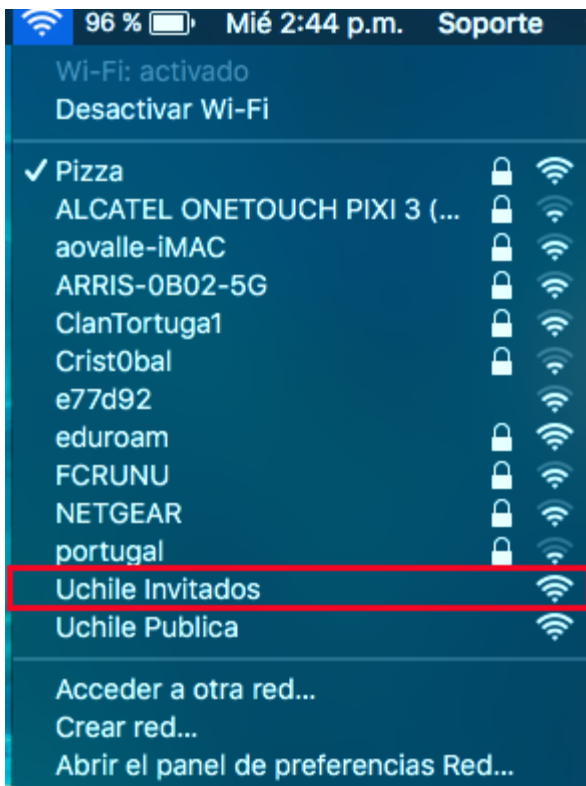 96 % Mié 2:44 p.m. Soporte
Wi-Fi: activado
Desactivar Wi-Fi
Pizza
ALCATEL ONETOUCH PIXI 3 (...
aovalle-iMAC
ARRIS-0B02-5G
ClanTortuga1
Crist0bal
e77d92
eduroam
FCRUNU
NETGEAR
portugal
Uchile Invitados
Uchile Publica
Acceder a otra red...
Crear red...
Abrir el panel de preferencias Red...